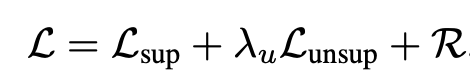 ℒ = ℒ_sup + λ_u ℒ_unsup + ℛ.